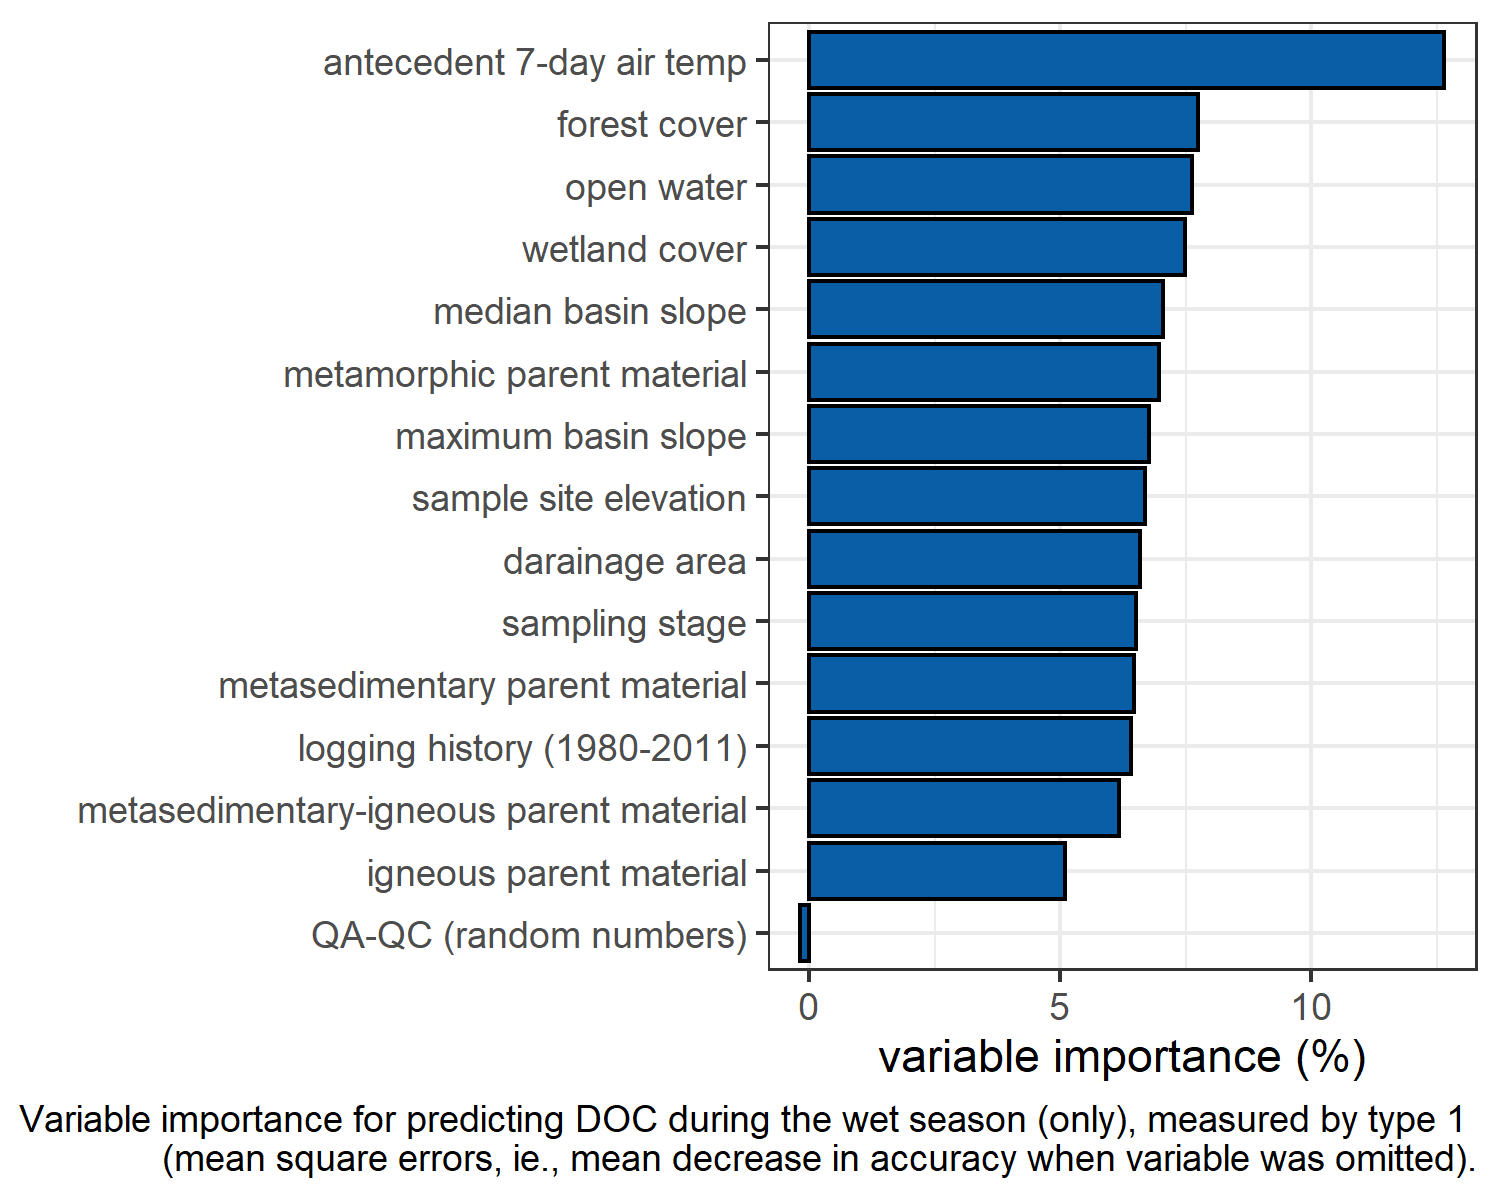 antecedent 7-day air temp
forest cover
open water
wetland cover
median basin slope
metamorphic parent material
maximum basin slope
sample site elevation
darainage area
sampling stage
metasedimentary parent material
logging history (1980-2011)
metasedimentary-igneous parent material
igneous parent material
QA-QC (random numbers)
0 5 10
variable importance (%)
Variable importance for predicting DOC during the wet season (only), measured by type 1
(mean square errors, ie., mean decrease in accuracy when variable was omitted).